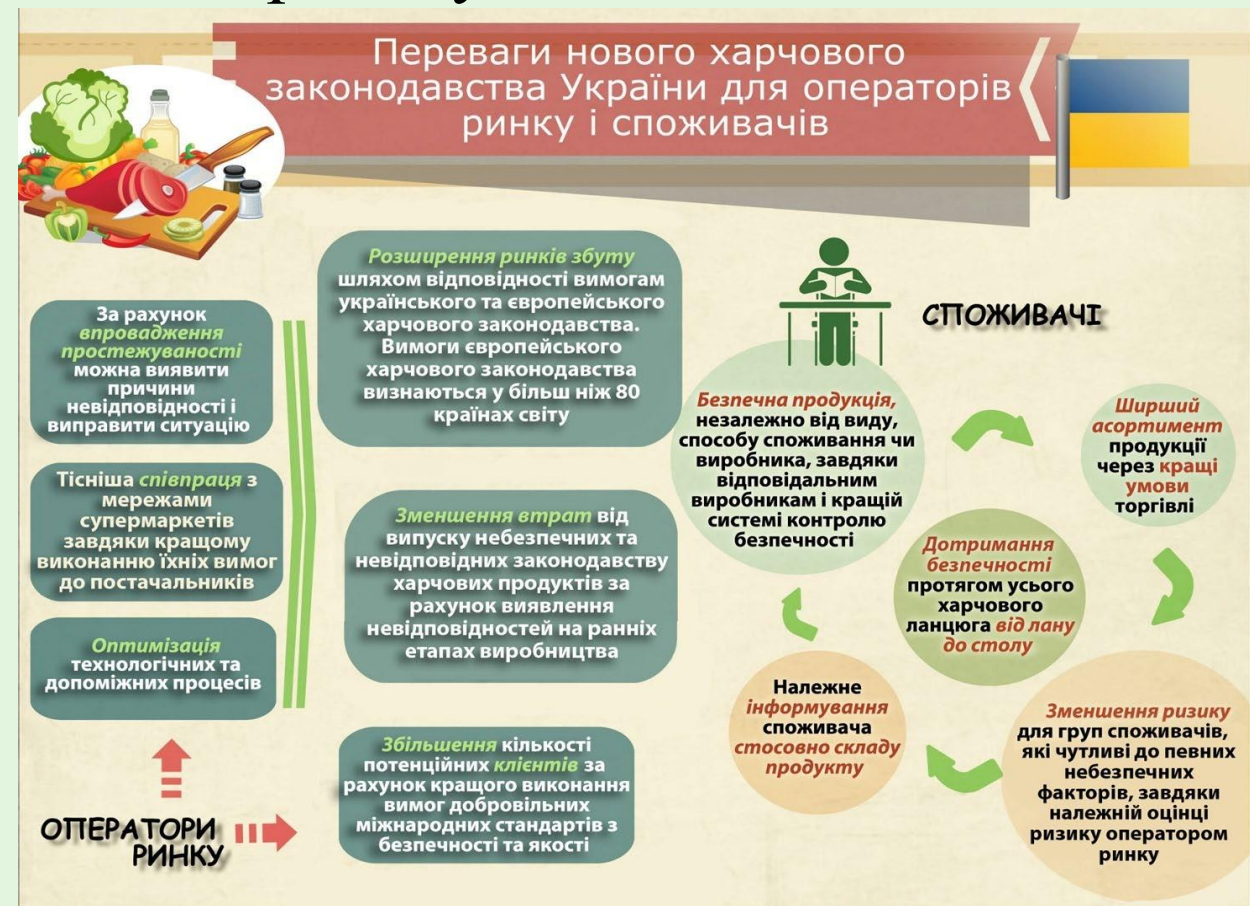 Переваги нового харчового
законодавства України для операторів
ринку і споживачів
За рахунок
впровадження
простежуваності
можна виявити
причини
невідповідності і
виправити ситуацію
Тісніша співпраця з
мережами
супермаркетів
завдяки кращому
виконанню їхніх вимог
до постачальників
Оптимізація
технологічних та
допоміжних процесів
ОПЕРАТОРИ
РИНКУ
Розширення ринків збуту
шляхом відповідності вимогам
українського та європейського
харчового законодавства.
Вимоги європейського
харчового законодавства
визнаються у більш ніж 80
країнах світу
Зменшення втрат від
випуску небезпечних та
невідповідних законодавству
харчових продуктів за
рахунок виявлення
невідповідностей на ранніх
етапах виробництва
Збільшення кількості
потенційних клієнтів за
рахунок кращого виконання
вимог добровільних
міжнародних стандартів з
безпечності та якості
СПОЖИВАЧІ
Безпечна продукція,
незалежно від виду,
способу споживання чи
виробника, завдяки
відповідальним
виробникам і кращій
системі контролю
безпечності
Ширший
асортимент
продукції
через кращі
умови
торгівлі
Дотримання
безпечності
протягом усього
харчового
ланцюга від лану
до столу
Належне
інформування
споживача
стосовно складу
продукту
Зменшення ризику
для груп споживачів,
які чутливі до певних
небезпечних
факторів, завдяки
належній оцінці
ризику оператором
ринку